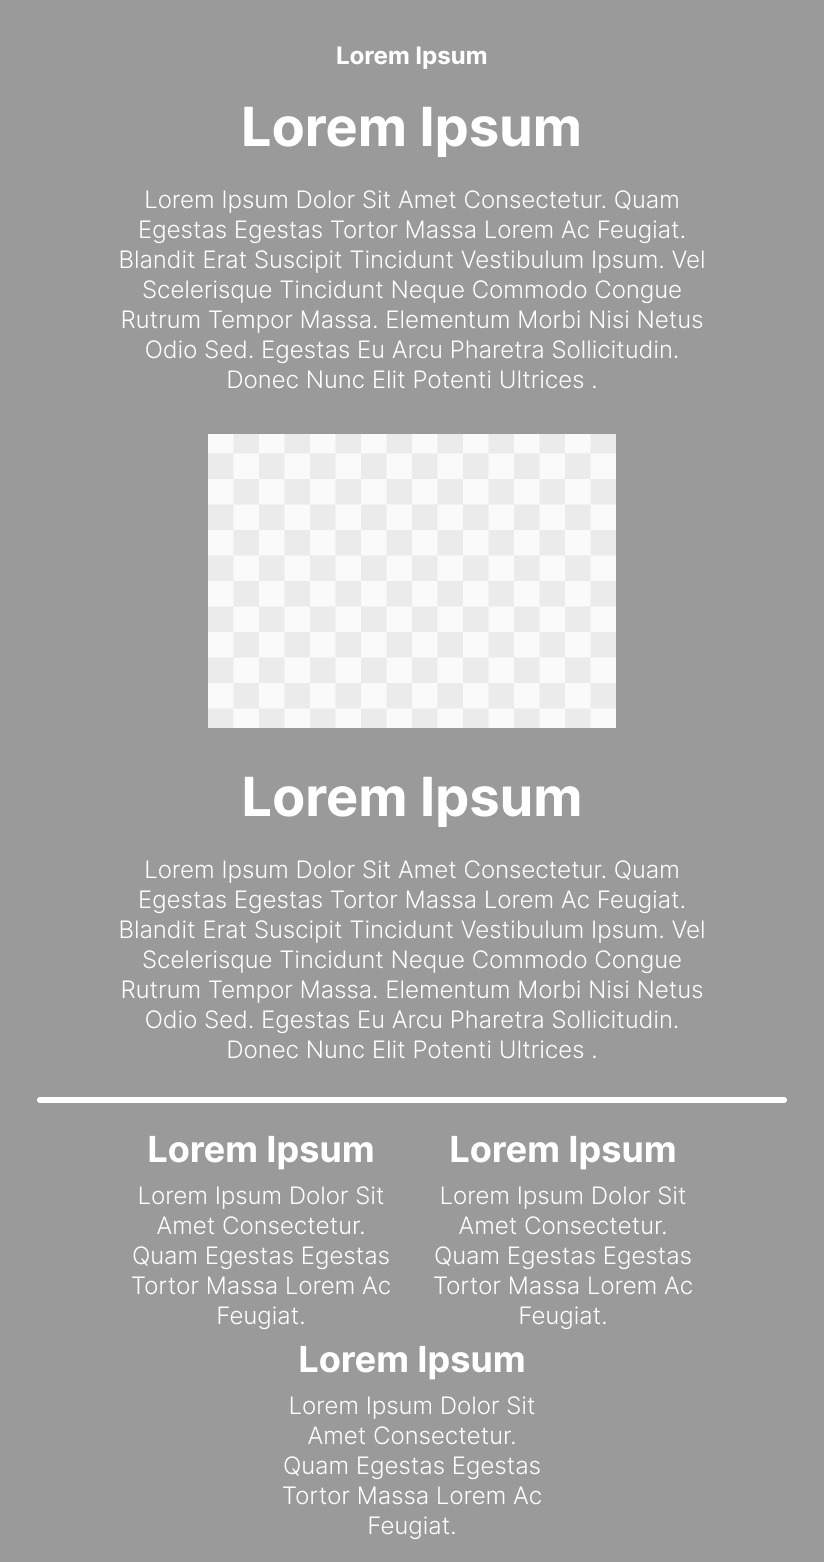 Lorem Ipsum
Lorem Ipsum
Lorem Ipsum Dolor Sit Amet Consectetur. Quam
Egestas Egestas Tortor Massa Lorem Ac Feugiat.
Blandit Erat Suscipit Tincidunt Vestibulum Ipsum. Vel
Scelerisque Tincidunt Neque Commodo Congue
Rutrum Tempor Massa. Elementum Morbi Nisi Netus
Odio Sed. Egestas Eu Arcu Pharetra Sollicitudin.
Donec Nunc Elit Potenti Ultrices .
Lorem Ipsum
Lorem Ipsum Dolor Sit Amet Consectetur. Quam
Egestas Egestas Tortor Massa Lorem Ac Feugiat.
Blandit Erat Suscipit Tincidunt Vestibulum Ipsum. Vel
Scelerisque Tincidunt Neque Commodo Congue
Rutrum Tempor Massa. Elementum Morbi Nisi Netus
Odio Sed. Egestas Eu Arcu Pharetra Sollicitudin.
Donec Nunc Elit Potenti Ultrices .
Lorem Ipsum
Lorem Ipsum Dolor Sit
Amet Consectetur.
Quam Egestas Egestas
Tortor Massa Lorem Ac
Feugiat.
Lorem Ipsum
Lorem Ipsum Dolor Sit
Amet Consectetur.
Quam Egestas Egestas
Tortor Massa Lorem Ac
Feugiat.
Lorem Ipsum
Lorem Ipsum Dolor Sit
Amet Consectetur.
Quam Egestas Egestas
Tortor Massa Lorem Ac
Feugiat.